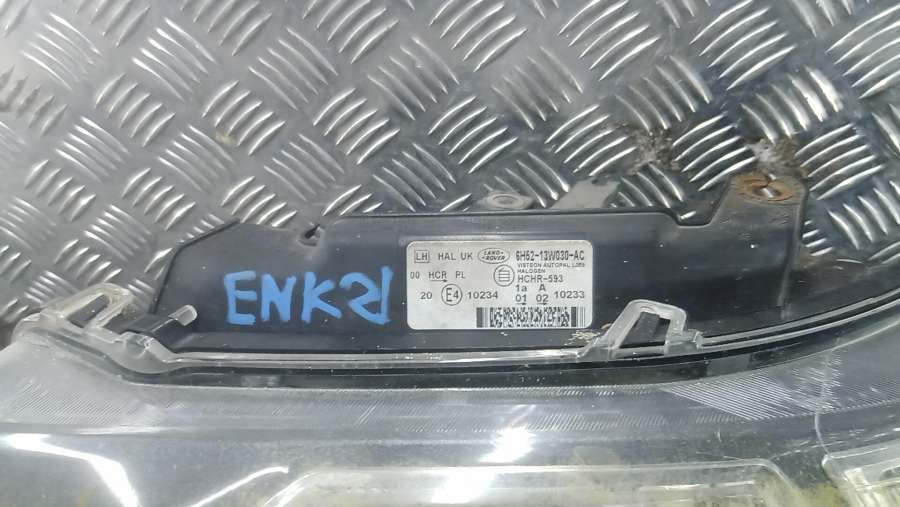 ENK21
LH HAL UK LAND-ROVER 6H52-13W030-AC
VISTEON AUTOPAL
HALOGEN
00 HCR PL HCHR-593
1a A
20 E4 10234 01 02 10233